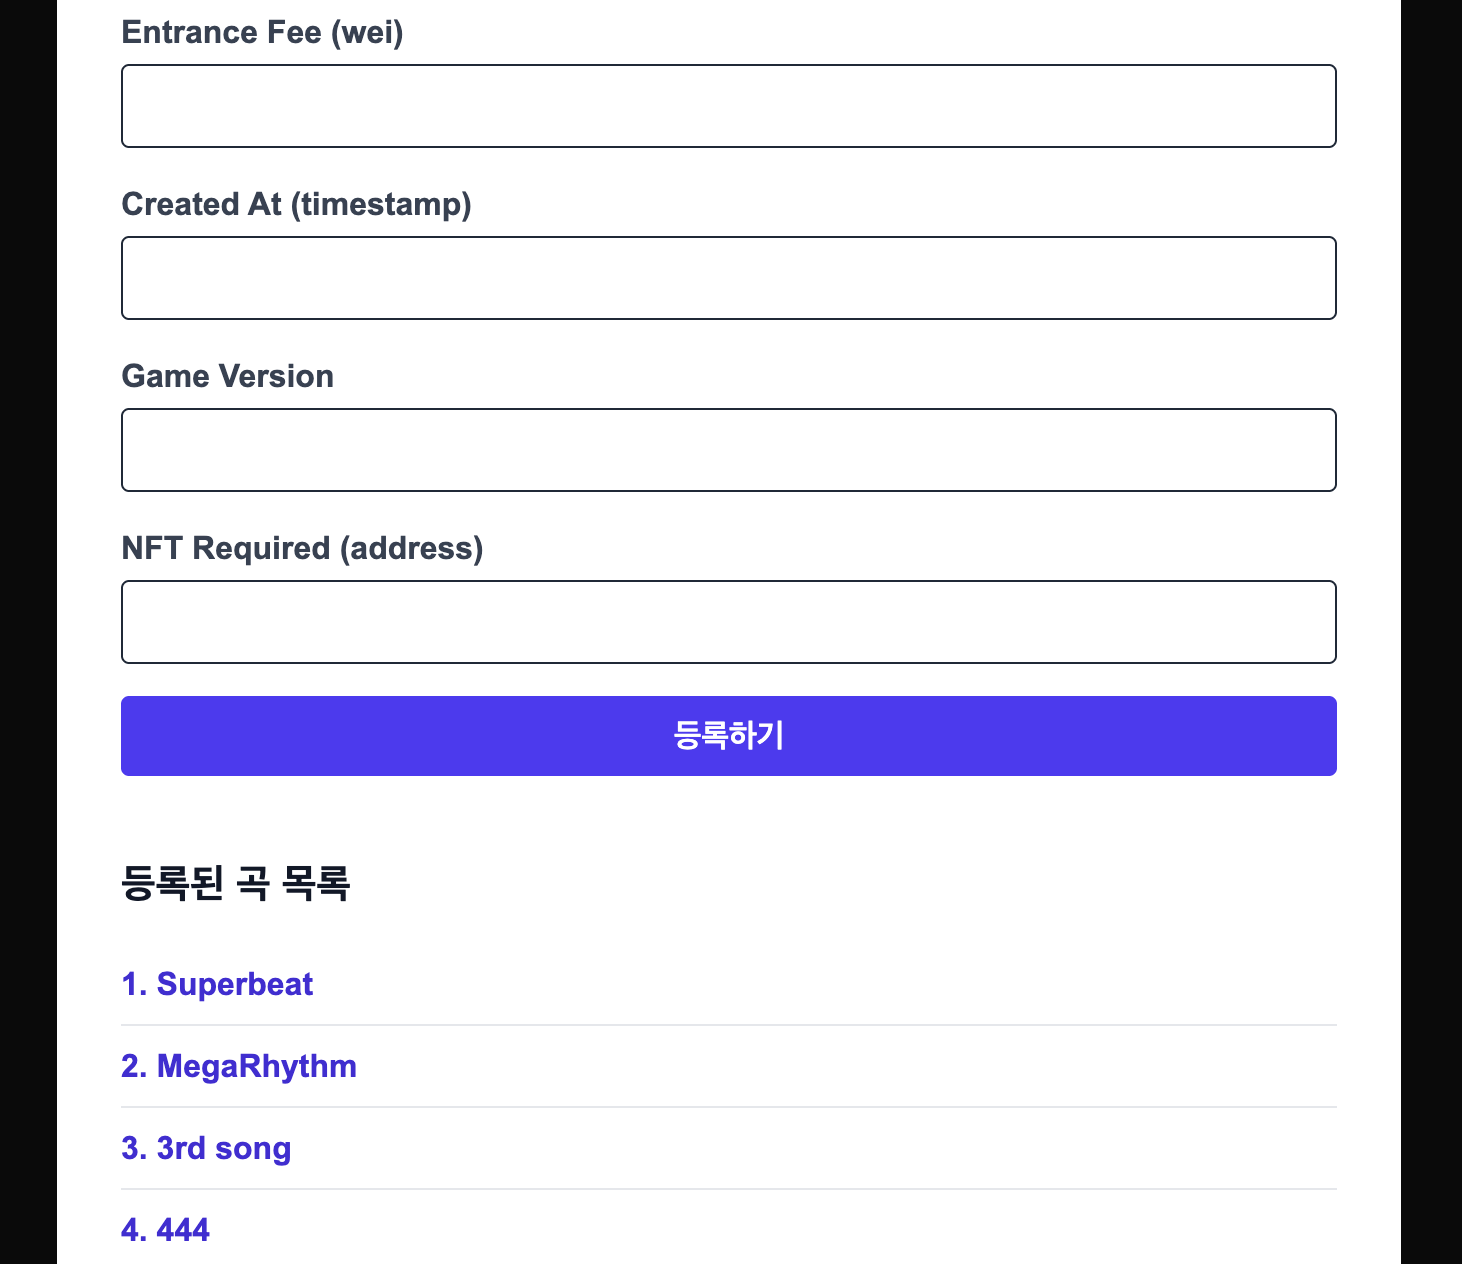 Entrance Fee (wei)
Created At (timestamp)
Game Version
NFT Required (address)
등록하기
등록된 곡 목록
1. Superbeat
2. MegaRhythm
3. 3rd song
4. 444